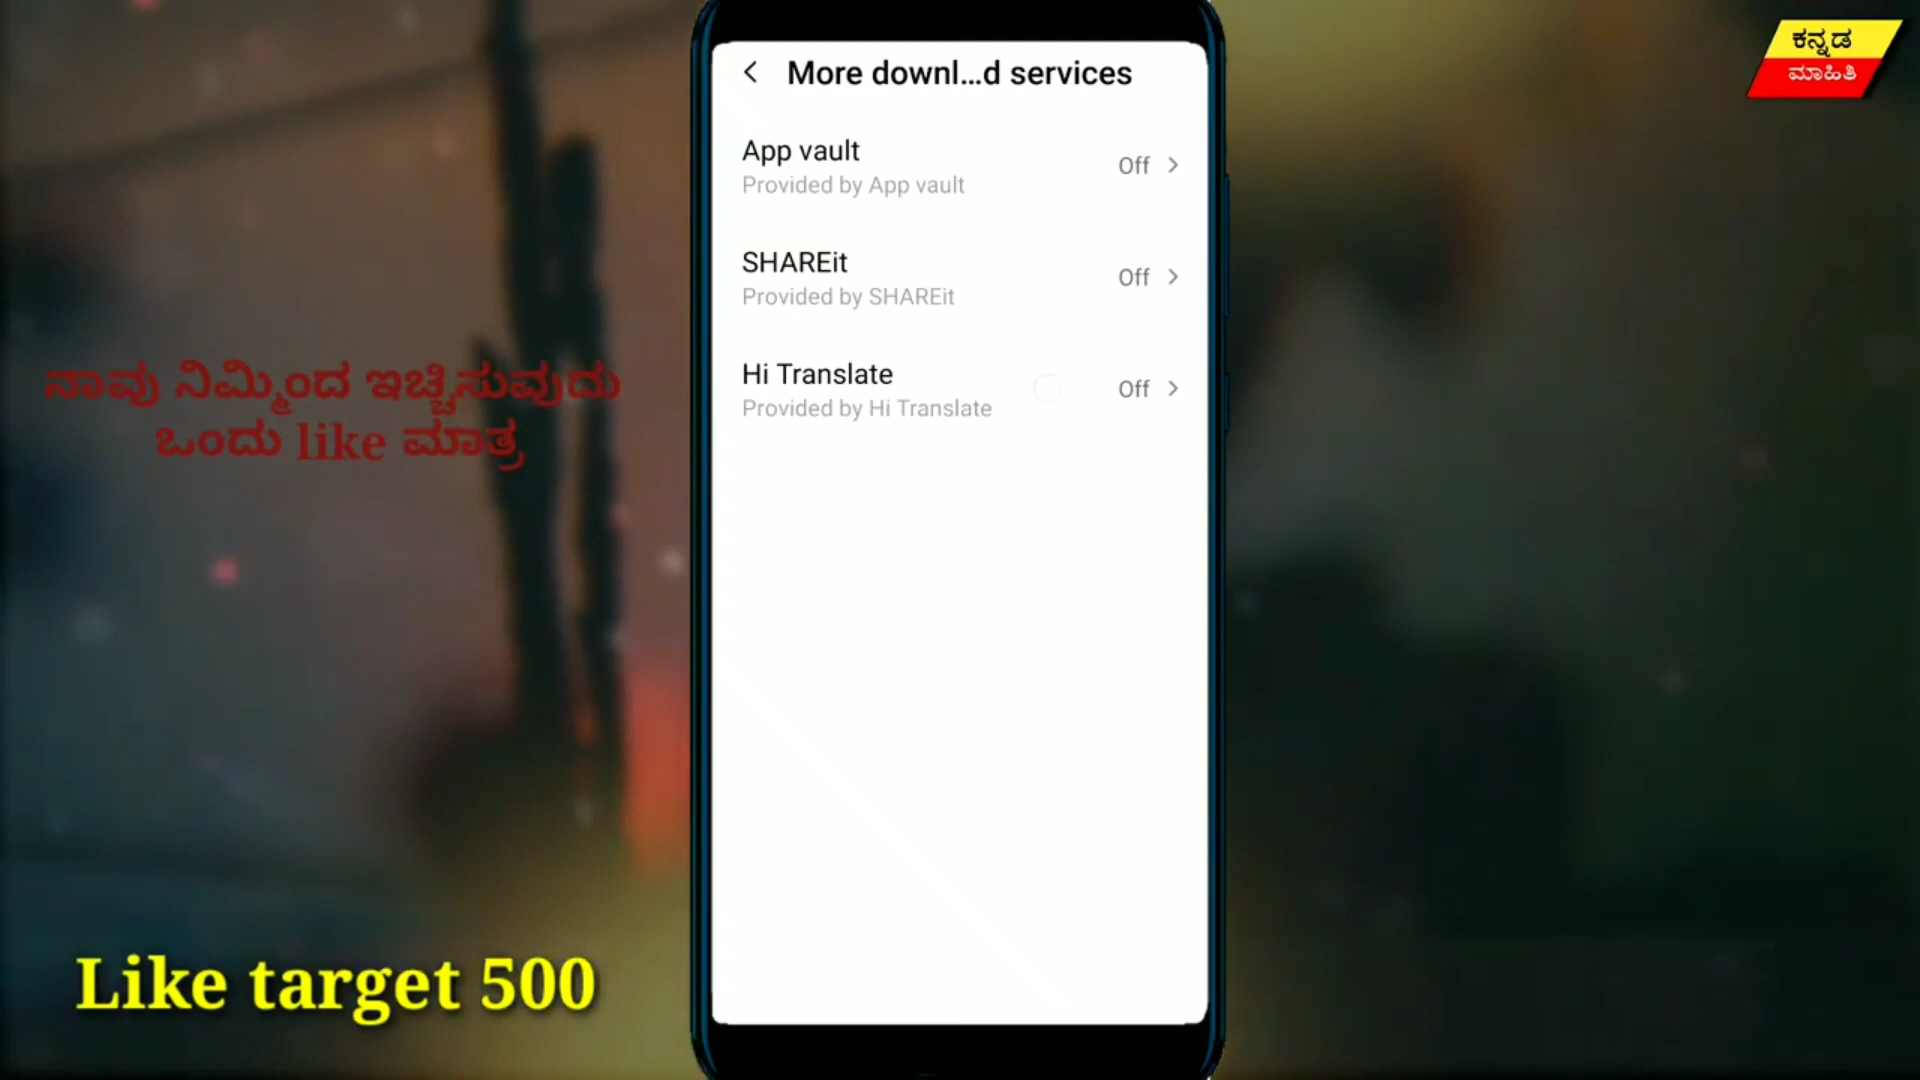 ಕನ್ನಡ
ಮಾಹಿತಿ
More downl...d services
App vault
Provided by App vault
Off
SHAREit
Provided by SHAREit
Off
Hi Translate
Provided by Hi Translate
Off
ನಾವು ನಿಮ್ಮಿಂದ ಇಚ್ಚಿಸುವುದು
ಒಂದು like ಮಾತ್ರ
Like target 500